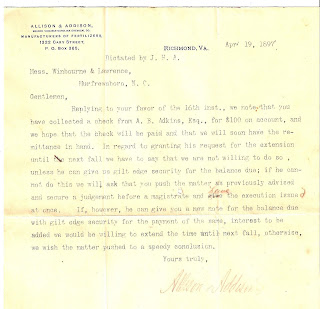 ALLISON & ADDISON,
MANUFACTURERS OF FERTILIZERS,
1322 CARY STREET,
P. O. BOX 285.
RICHMOND, VA. Apr 19, 1897
Dictated by J. H. A.
Mess. Winbourne & Lawrence,
Murfreesboro, N. C.
Gentlemen,
Replying to your favor of the 16th inst., we note that you
have collected a check from A. B. Adkins, Esq., for $100 on account, and
we hope that the check will be paid and that we will soon have the re-
mittances in hand. In regard to granting his request for the extension
until next fall we have to say that we are not willing to do so,
unless he can give us gilt edge security for the balance due; if he can-
not do this we will ask that you push the matter as previously advised
and secure a judgement before a magistrate and have the execution issued
at once. If, however, he can give you a new note for the balance due
with gilt edge security for the payment of the same, interest to be
added we would be willing to extend the time until next fall, otherwise,
we wish the matter pushed to a speedy conclusion.
Yours truly,
Allison & Addison